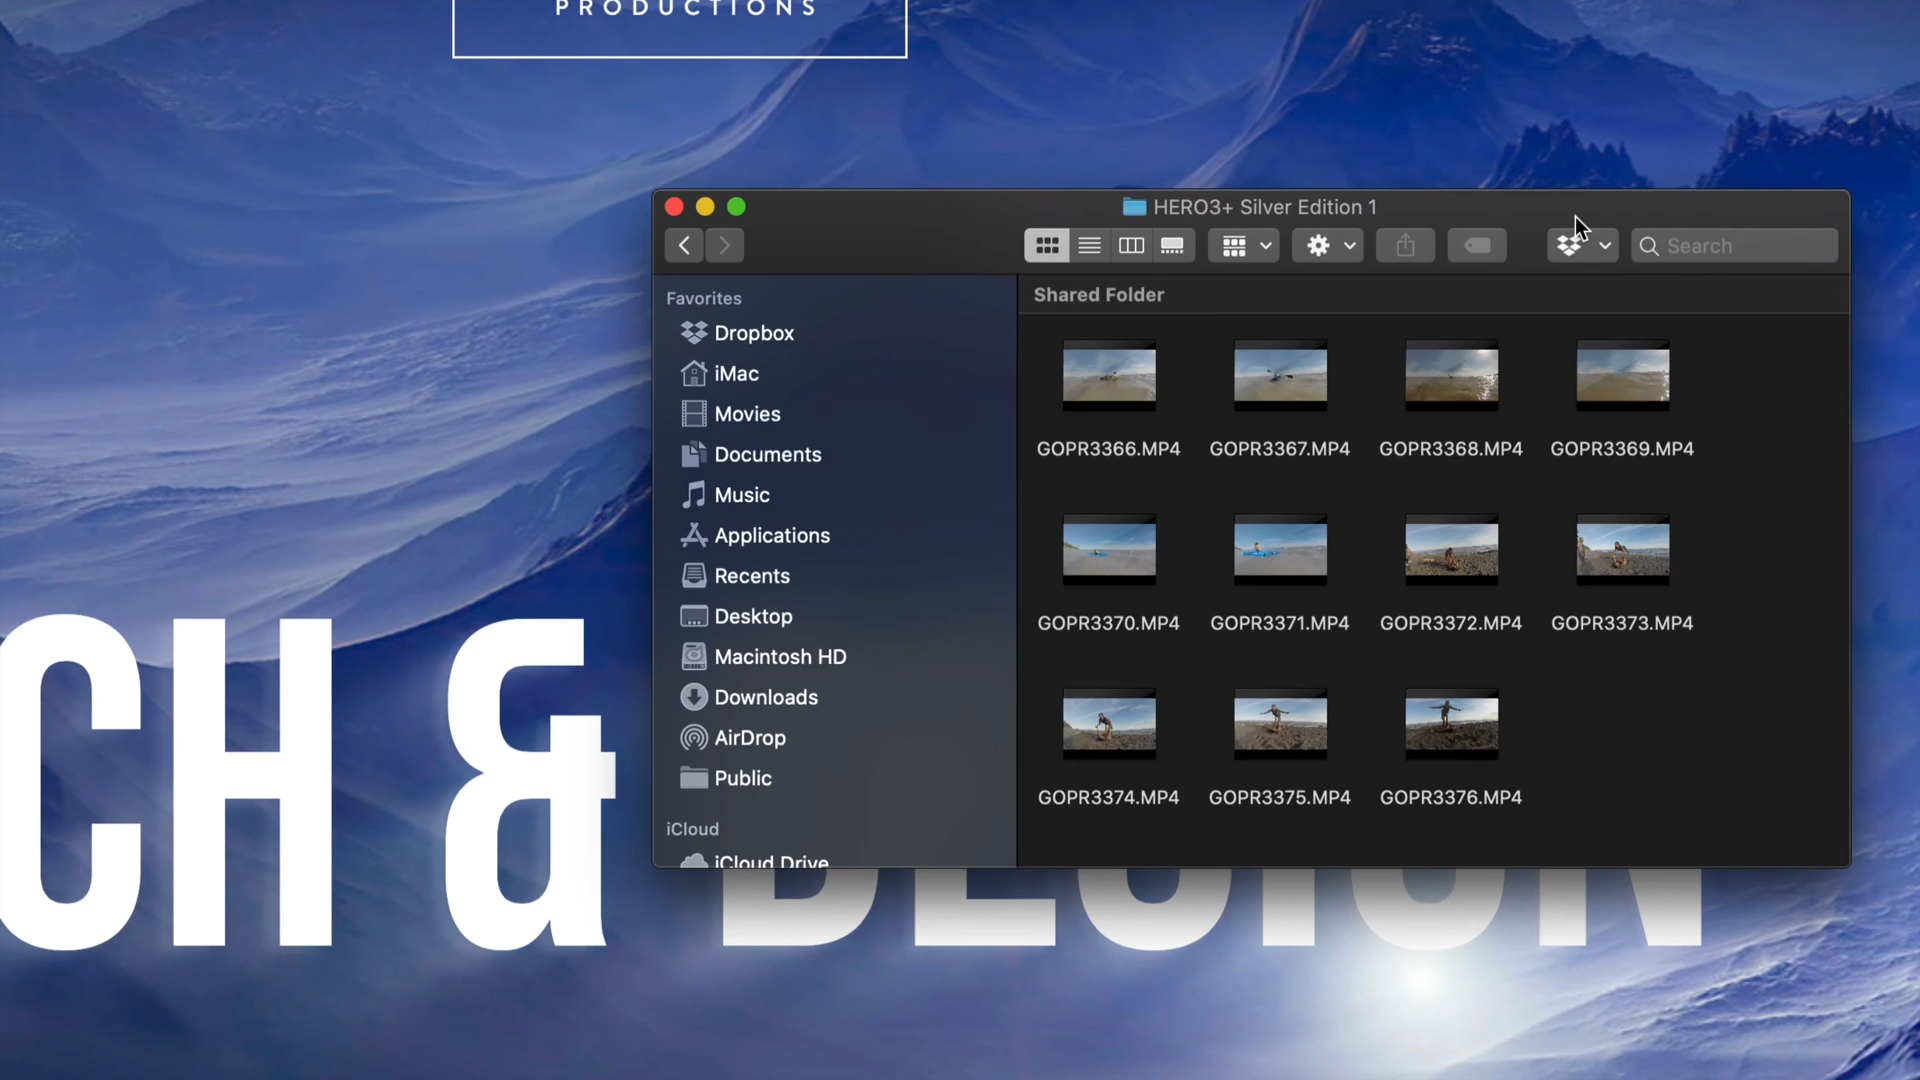 PRODUCTIONS
HERO3+ Silver Edition 1
Search
Favorites
Dropbox
iMac
Movies
Documents
Music
Applications
Recents
Desktop
Macintosh HD
Downloads
AirDrop
Public
iCloud
iCloud Drive
Shared Folder
GOPR3366.MP4 GOPR3367.MP4 GOPR3368.MP4 GOPR3369.MP4
GOPR3370.MP4 GOPR3371.MP4 GOPR3372.MP4 GOPR3373.MP4
GOPR3374.MP4 GOPR3375.MP4 GOPR3376.MP4
CH & DESIGN